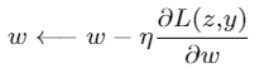 w ⟵ w − η ∂L(z,y)/∂w